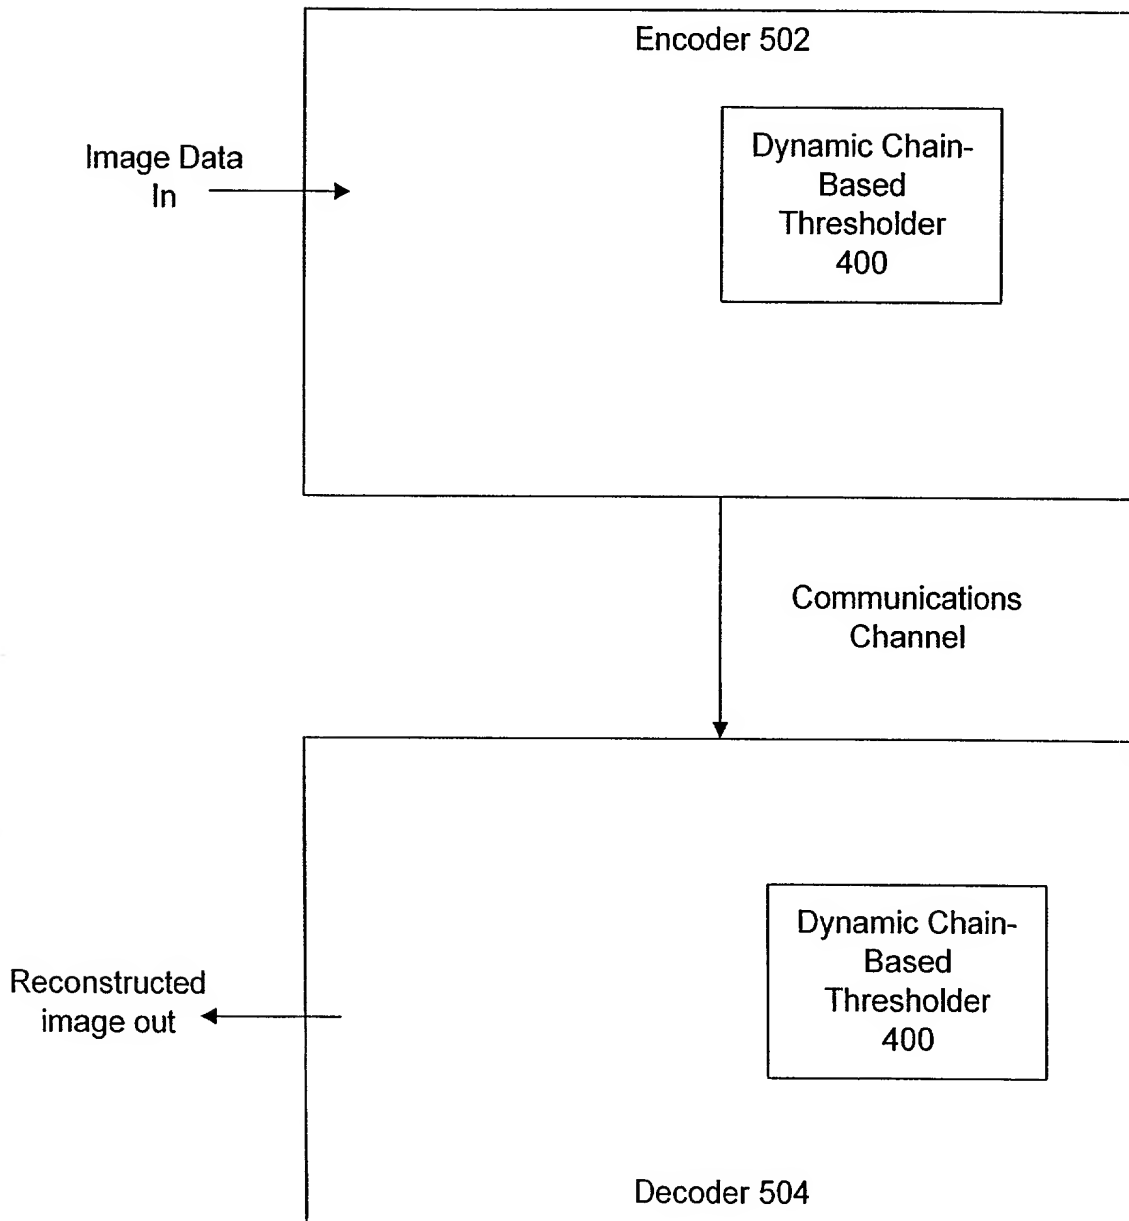 Encoder 502
Image Data
In
Dynamic Chain-
Based
Thresholder
400
Communications
Channel
Dynamic Chain-
Based
Thresholder
400
Reconstructed
image out
Decoder 504